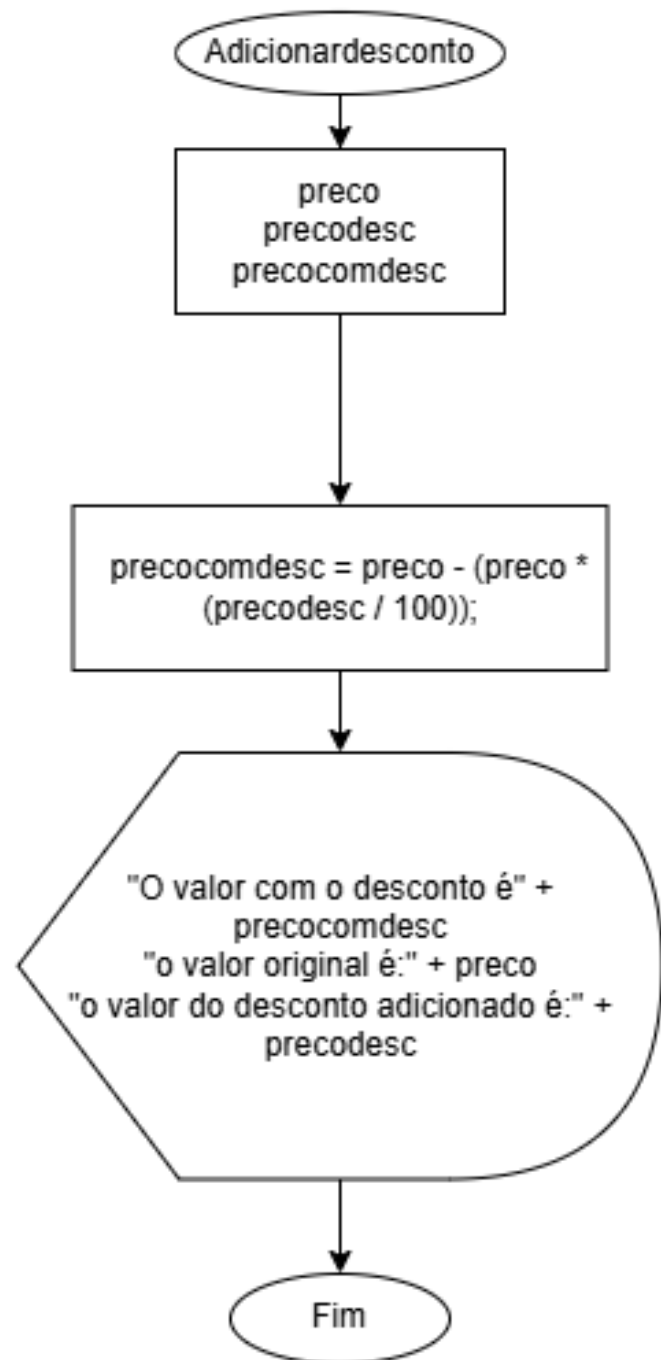 Adicionardesconto
preco
precodesc
precocomdesc
precocomdesc = preco - (preco *
(precodesc / 100));
"O valor com o desconto é" +
precocomdesc
"o valor original é:" + preco
"o valor do desconto adicionado é:" +
precodesc
Fim